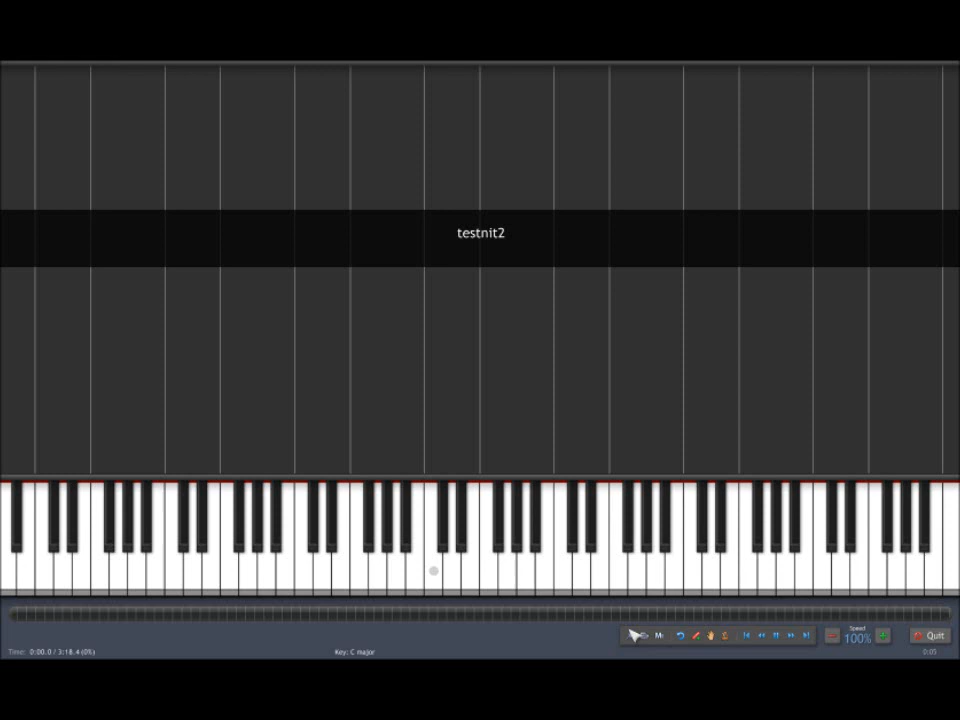 testnit2
Speed
100%
Quit
Time: 0:00.0 / 3:18.4 (0%)
Key: C major
0:05